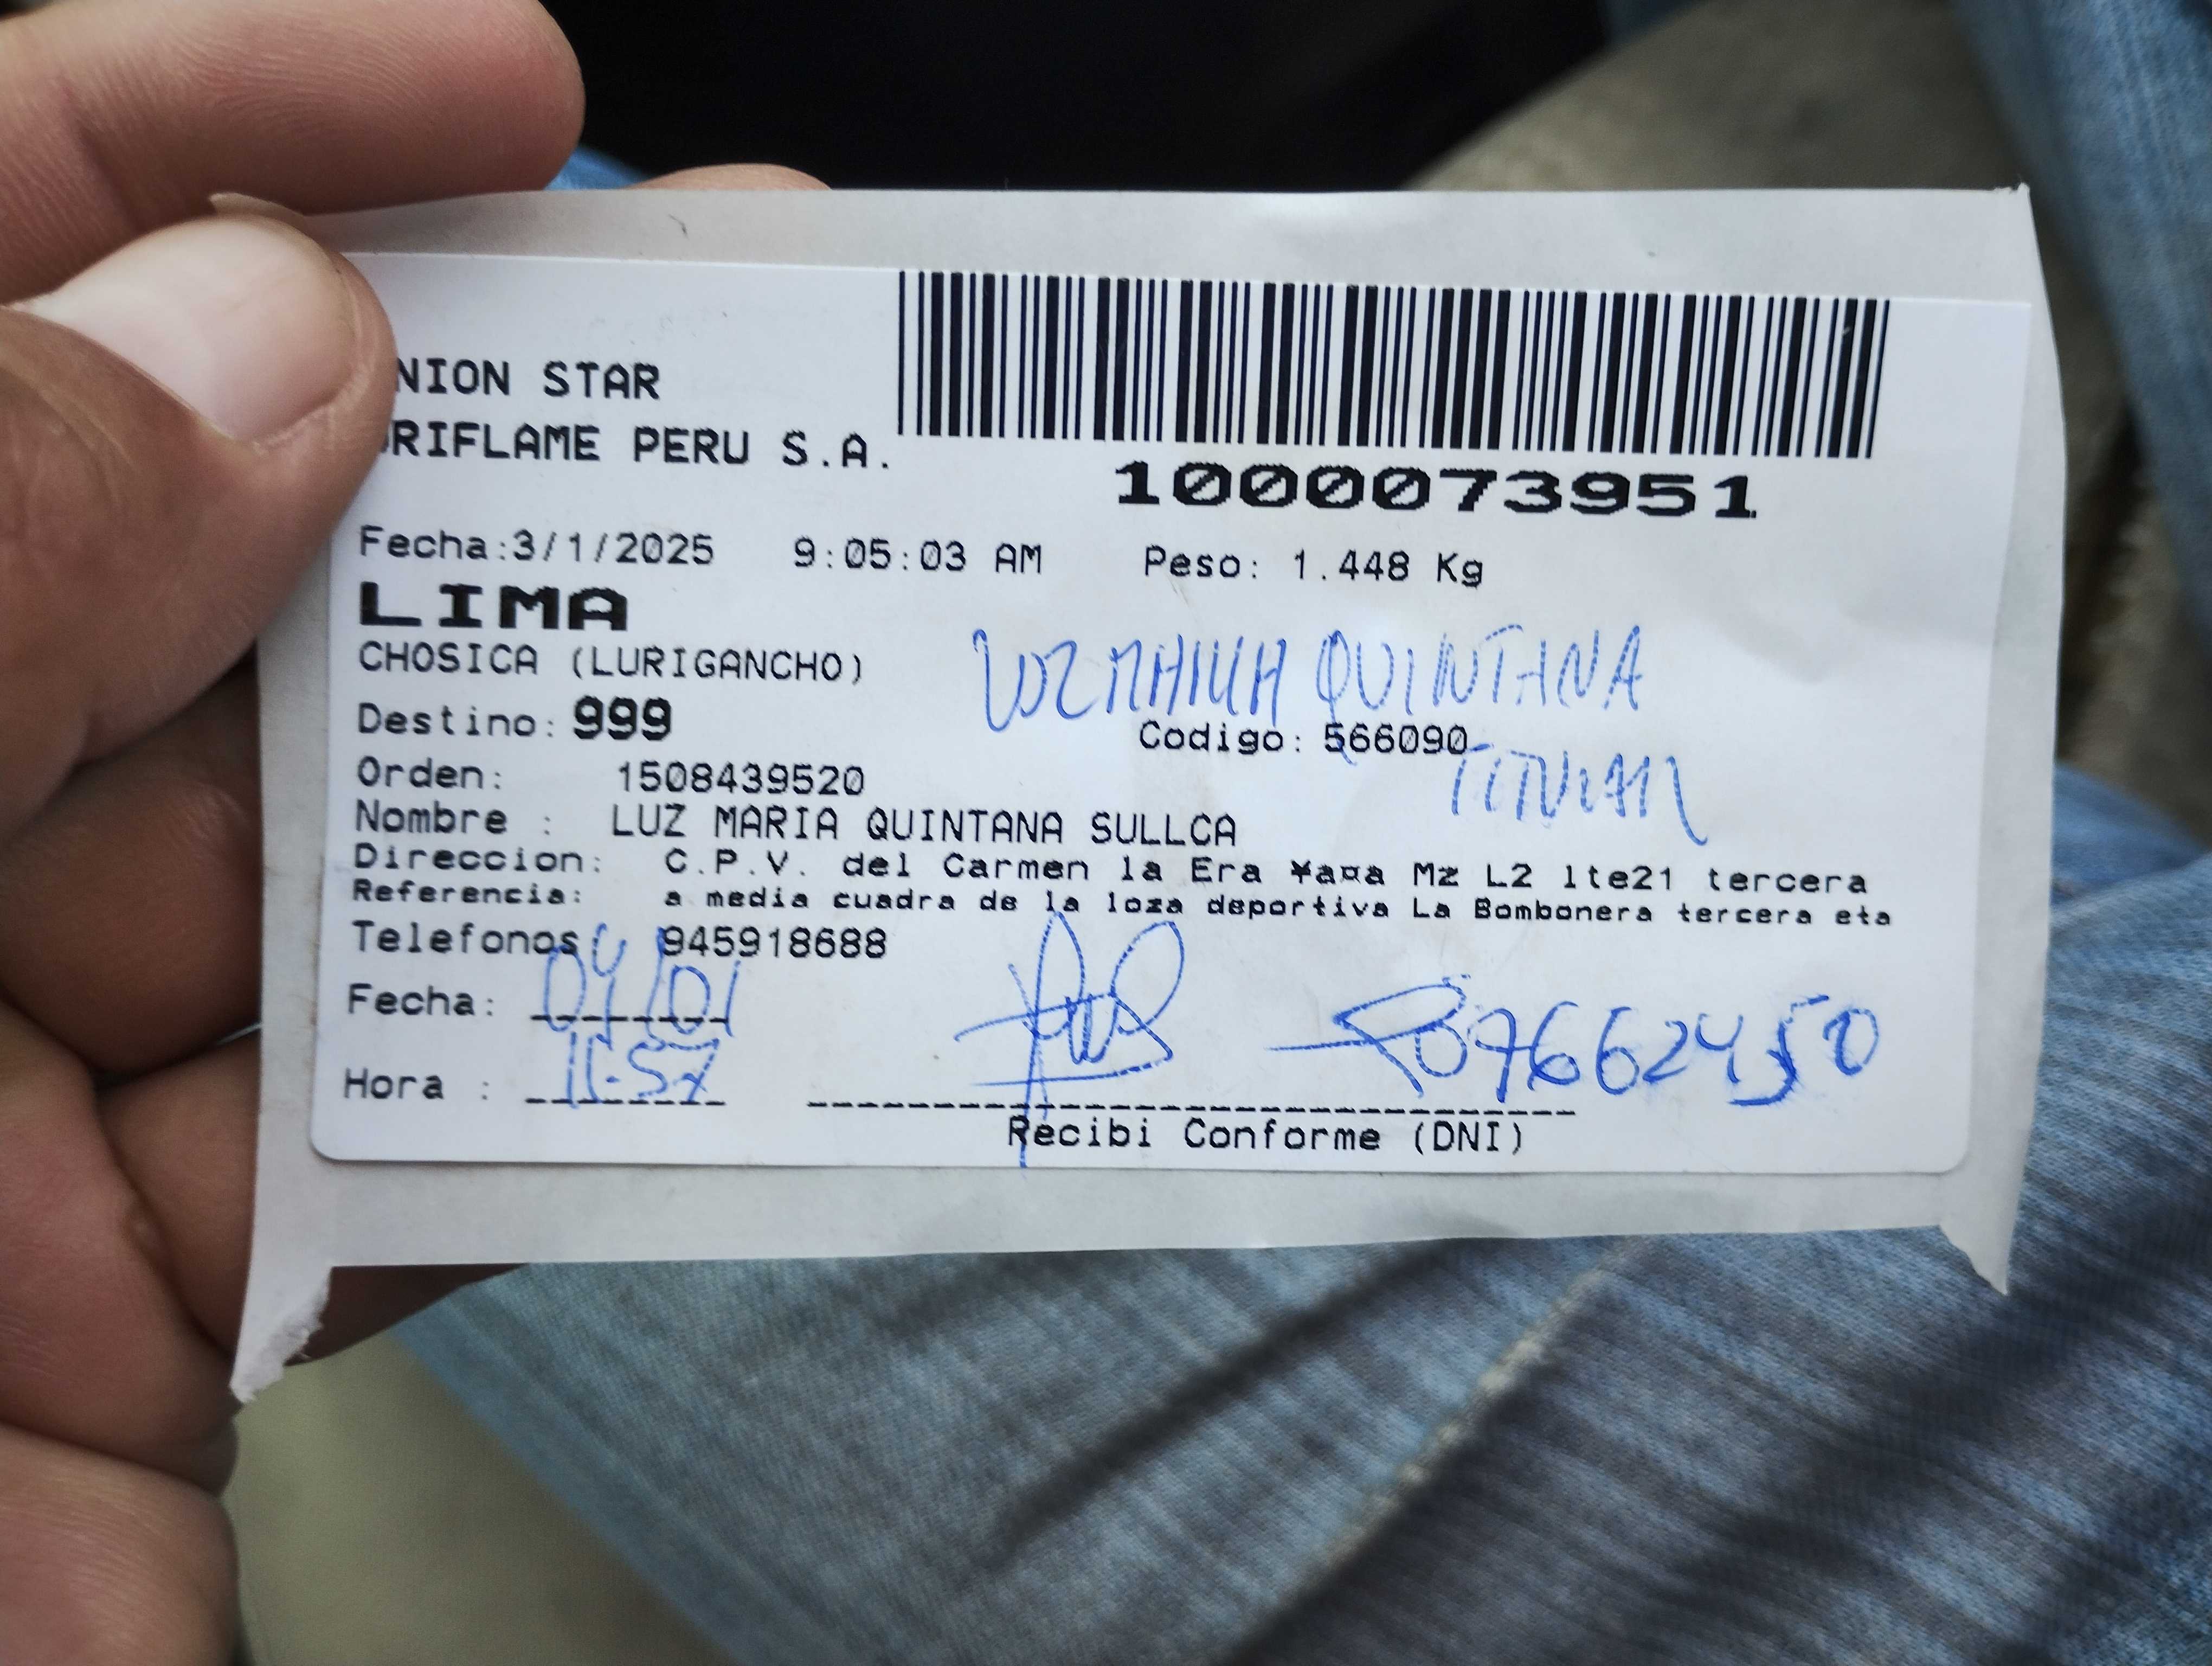 NION STAR
RIFLAME PERU S.A.
1000073951
Fecha:3/1/2025 9:05:03 AM Peso: 1.448 Kg
LIMA
CHOSICA (LURIGANCHO)
LUZ MARIA QUINTANA
Destino: 999 Codigo: 566090
TITULAR
Orden: 1508439520
Nombre : LUZ MARIA QUINTANA SULLCA
Direccion: C.P.V. del Carmen la Era ¥a¤a Mz L2 lte21 tercera
Referencia: a media cuadra de la loza deportiva La Bombonera tercera eta
Telefonos 945918688
Fecha: 04/01
Hora : 11:57
Recibi Conforme (DNI)